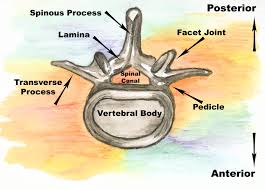 Spinous Process
Posterior
Lamina
Facet Joint
Transverse
Process
Spinal
Canal
Pedicle
Vertebral Body
Anterior